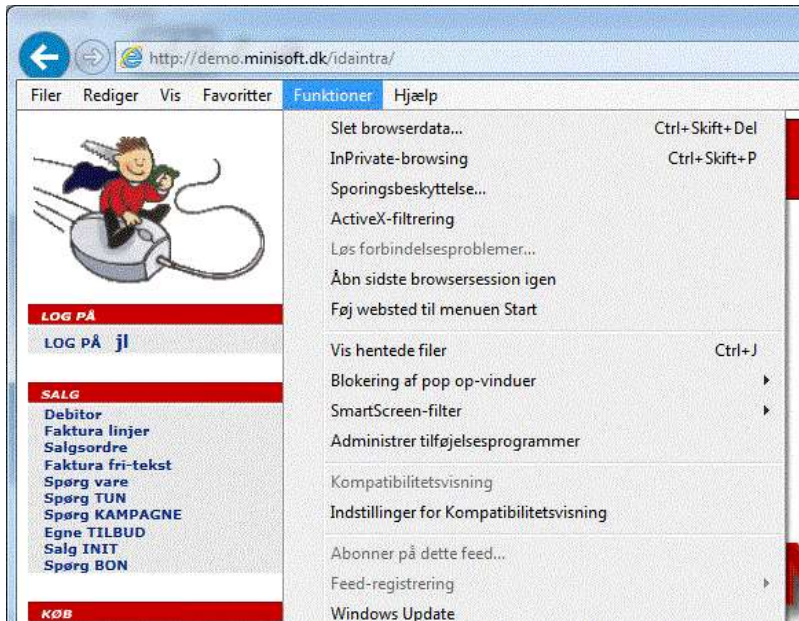 http://demo.minisoft.dk/idaintra/
Filer Rediger Vis Favoritter Funktioner Hjælp
Slet browserdata... Ctrl+Skift+Del
InPrivate-browsing Ctrl+Skift+P
Sporingsbeskyttelse...
ActiveX-filtrering
Løs forbindelsesproblemer...
Åbn sidste browsersession igen
Føj websted til menuen Start
Vis hentede filer Ctrl+J
Blokering af pop op-vinduer
SmartScreen-filter
Administrer tilføjelsesprogrammer
Kompatibilitetsvisning
Indstillinger for Kompatibilitetsvisning
Abonner på dette feed...
Feed-registrering
Windows Update
LOG PÅ
LOG PÅ jl
SALG
Debitor
Faktura linjer
Salgsordre
Faktura fri-tekst
Spørg vare
Spørg TUN
Spørg KAMPAGNE
Egne TILBUD
Salg INIT
Spørg BON
KØB